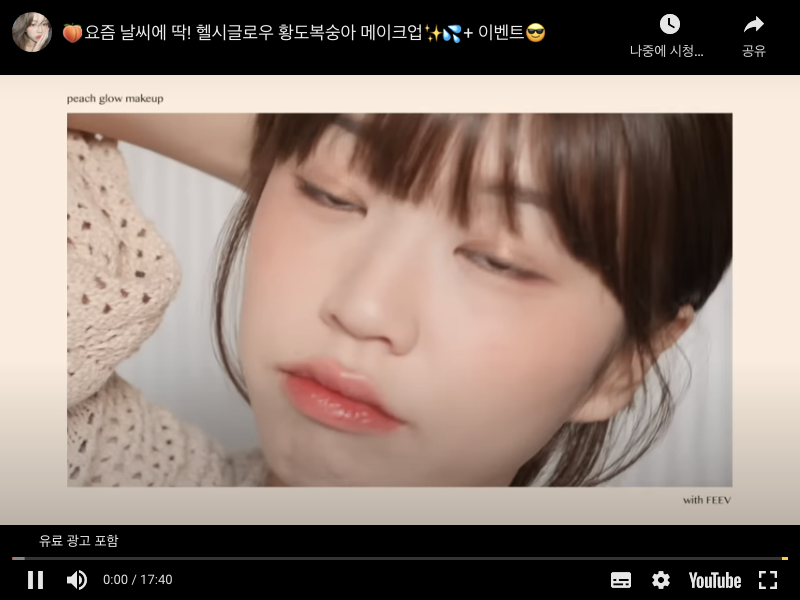 🍑요즘 날씨에 딱! 헬시글로우 황도복숭아 메이크업✨💦+ 이벤트😎
나중에 시청...
공유
peach glow makeup
with FEEV
유료 광고 포함
0:00 / 17:40
YouTube